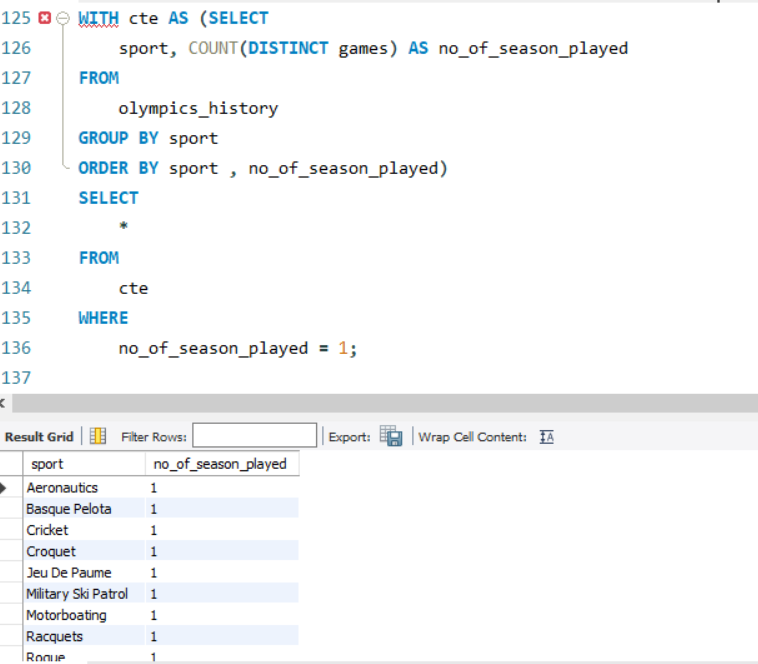 125 WITH cte AS (SELECT
126 sport, COUNT(DISTINCT games) AS no_of_season_played
127 FROM
128 olympics_history
129 GROUP BY sport
130 ORDER BY sport , no_of_season_played)
131 SELECT
132 *
133 FROM
134 cte
135 WHERE
136 no_of_season_played = 1;
137
Result Grid Filter Rows: Export: Wrap Cell Content: IA
sport no_of_season_played
Aeronautics 1
Basque Pelota 1
Cricket 1
Croquet 1
Jeu De Paume 1
Military Ski Patrol 1
Motorboating 1
Racquets 1
Roque 1